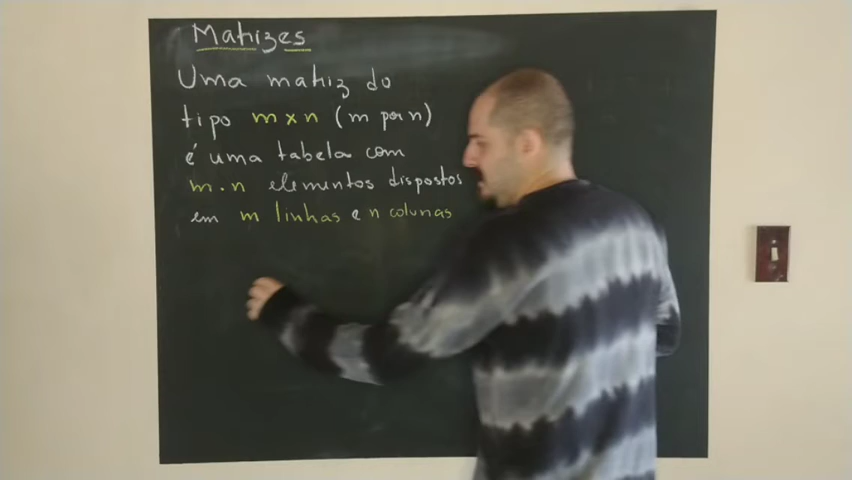 Matrizes
Uma matriz do
tipo m x n (m por n)
é uma tabela com
m . n elementos dispostos
em m linhas e n colunas